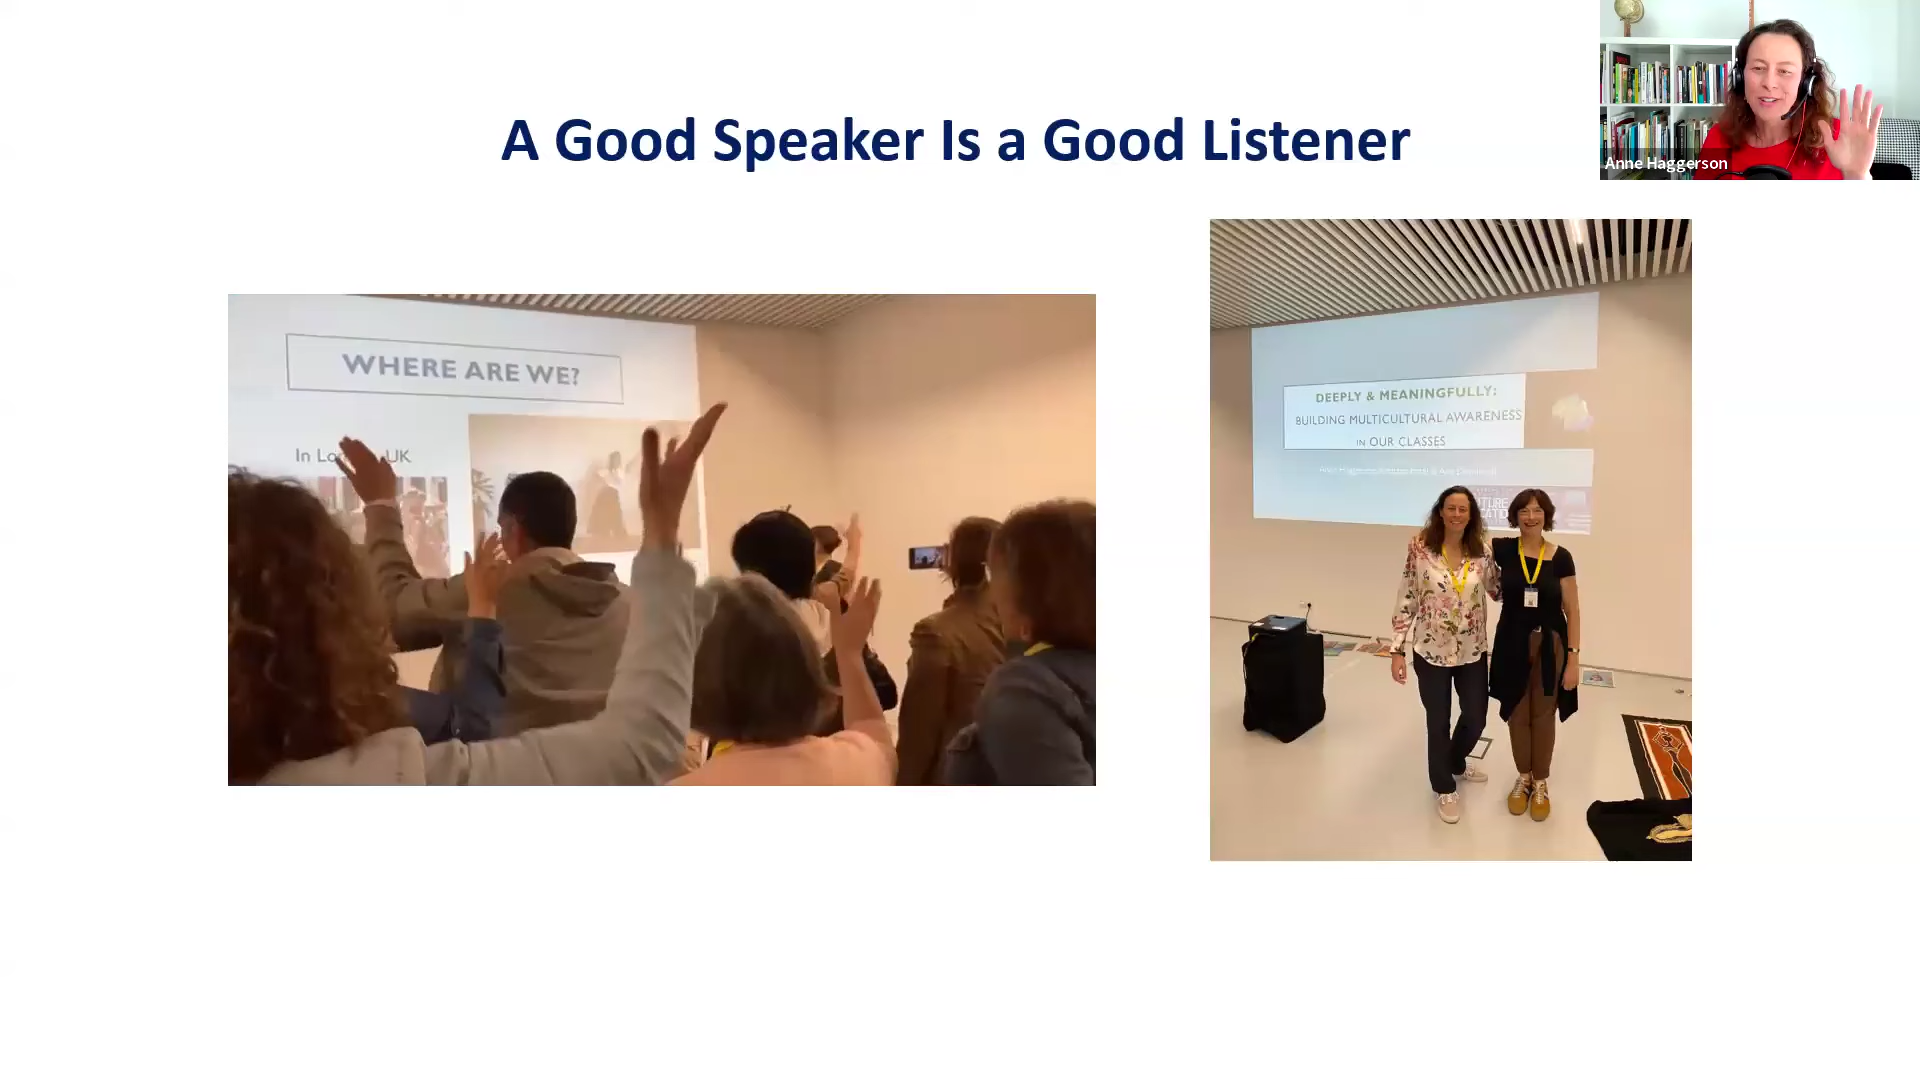 A Good Speaker Is a Good Listener
Anne Haggerson
WHERE ARE WE?
In Lo UK
DEEPLY & MEANINGFULLY:
BUILDING MULTICULTURAL AWARENESS
IN OUR CLASSES